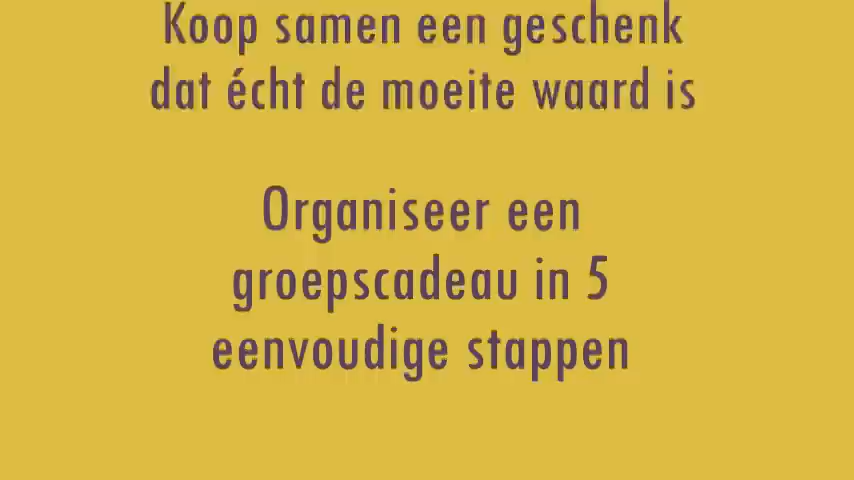 Koop samen een geschenk
dat écht de moeite waard is
Organiseer een
groepscadeau in 5
eenvoudige stappen